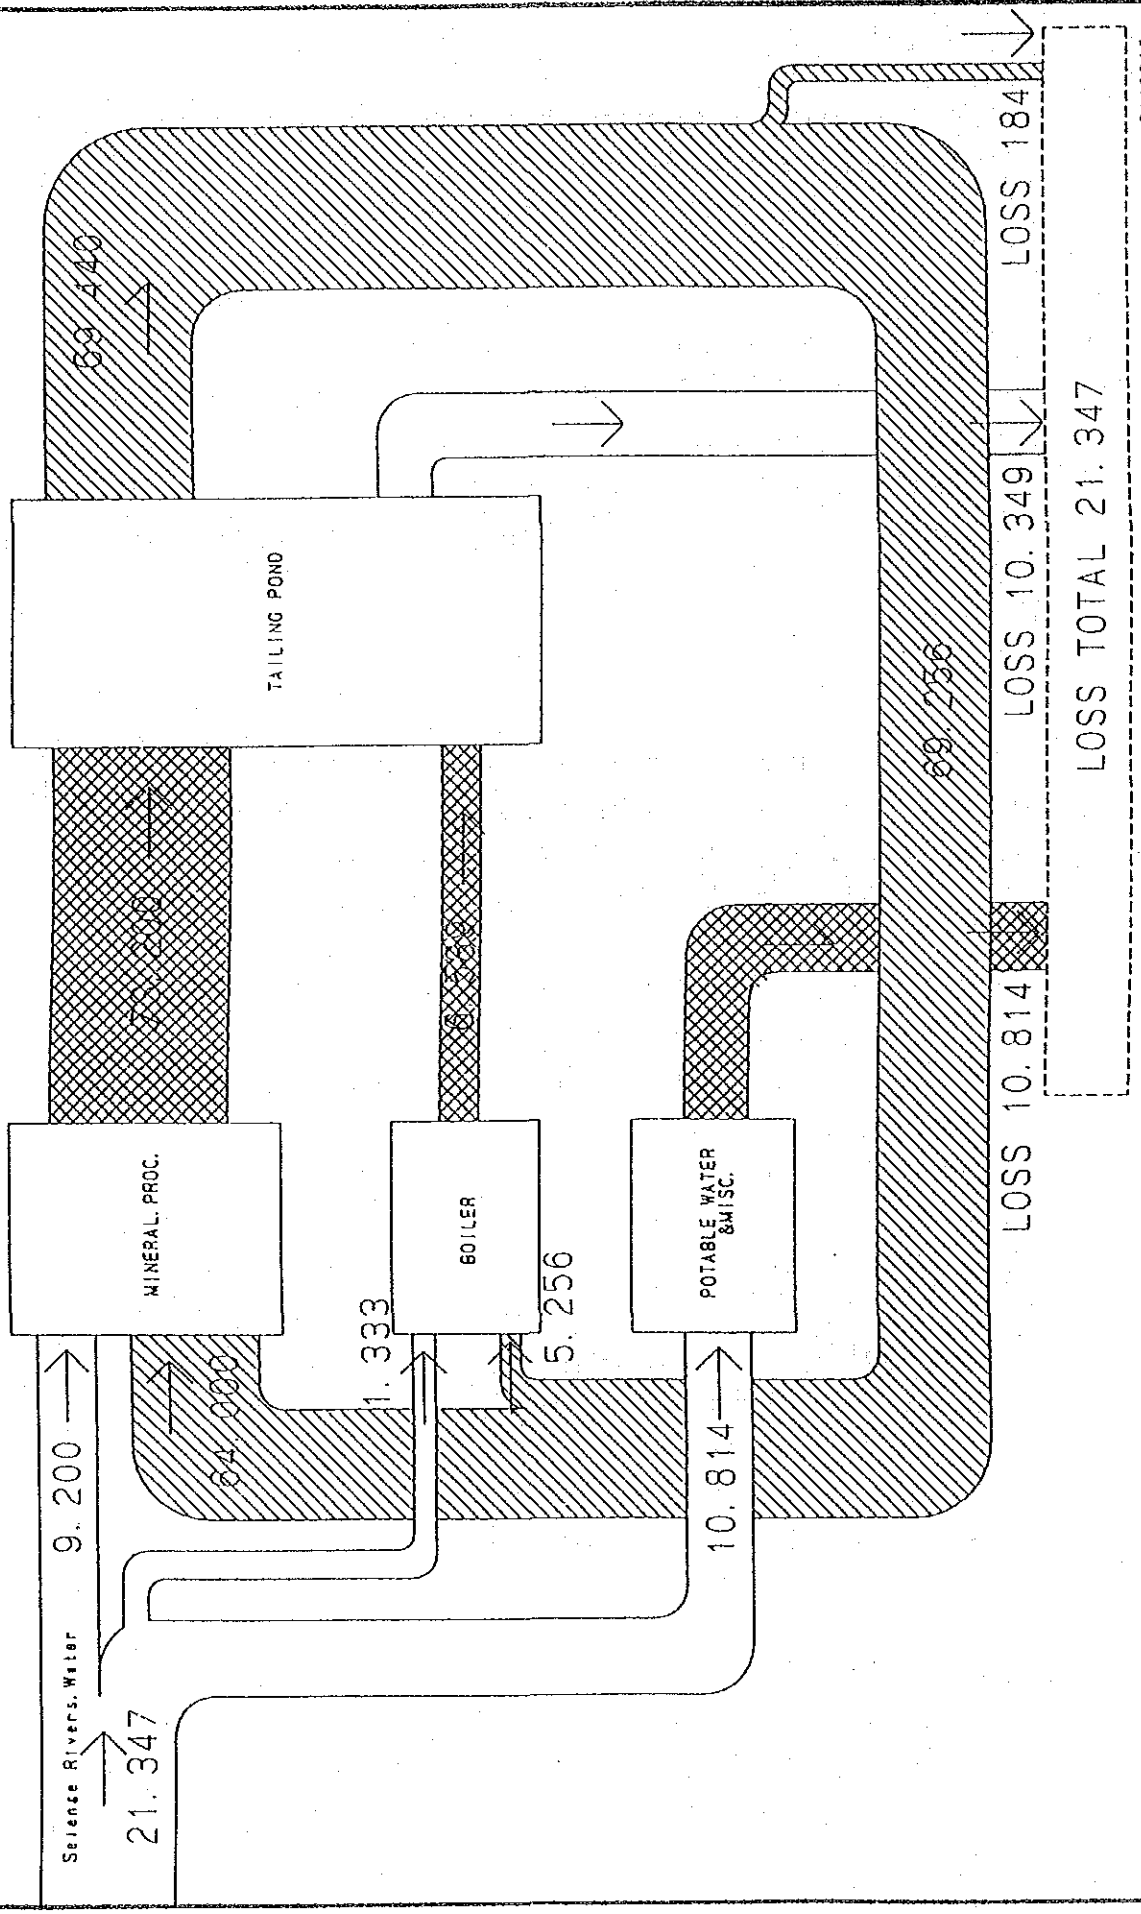 Selenge Rivers. Water
21. 347
9. 200
64. 000
1. 333
5. 256
10. 814
MINERAL. PROC.
BOILER
POTABLE WATER
&MISC.
73. 200
TAILING POND
69 440
69. 256
LOSS 10. 814
LOSS 10. 349
LOSS 184
LOSS TOTAL 21. 347